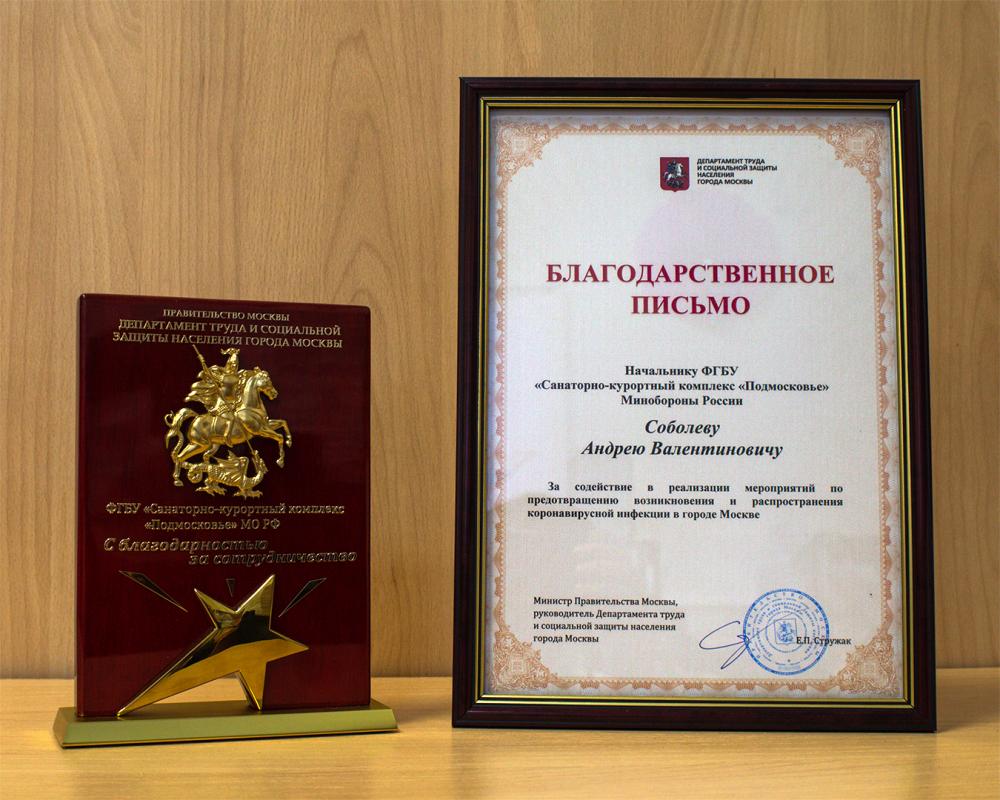 ПРАВИТЕЛЬСТВО МОСКВЫ
ДЕПАРТАМЕНТ ТРУДА И СОЦИАЛЬНОЙ
ЗАЩИТЫ НАСЕЛЕНИЯ ГОРОДА МОСКВЫ
ФГБУ «Санаторно-курортный комплекс
«Подмосковье» МО РФ
С благодарностью
за сотрудничество
ДЕПАРТАМЕНТ ТРУДА
И СОЦИАЛЬНОЙ ЗАЩИТЫ
НАСЕЛЕНИЯ
ГОРОДА МОСКВЫ
БЛАГОДАРСТВЕННОЕ
ПИСЬМО
Начальнику ФГБУ
«Санаторно-курортный комплекс «Подмосковье»
Минобороны России
Соболеву
Андрею Валентиновичу
За содействие в реализации мероприятий по
предотвращению возникновения и распространения
коронавирусной инфекции в городе Москве
Министр Правительства Москвы,
руководитель Департамента труда
и социальной защиты населения
города Москвы
Е.П. Стружак